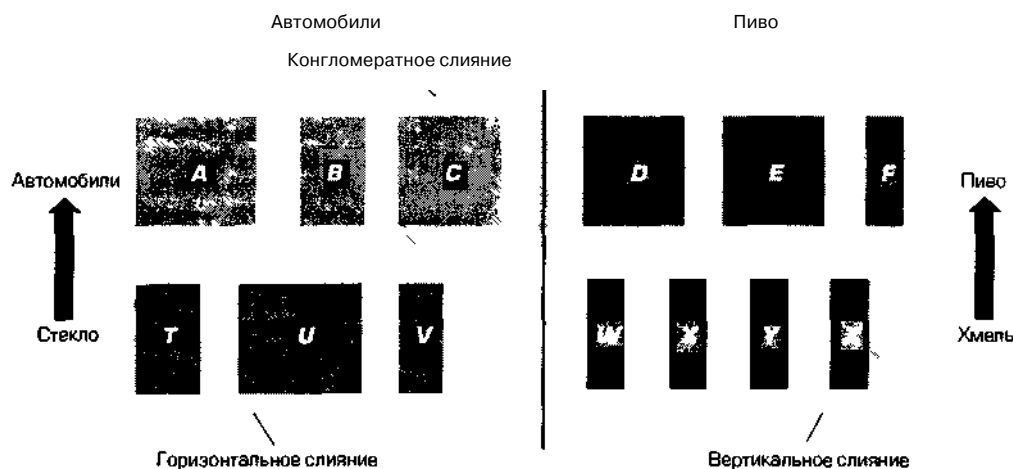 Автомобили Пиво
Конгломератное слияние
A B C D E F
Автомобили Пиво
T U V W X Y Z
Стекло Хмель
Горизонтальное слияние Вертикальное слияние